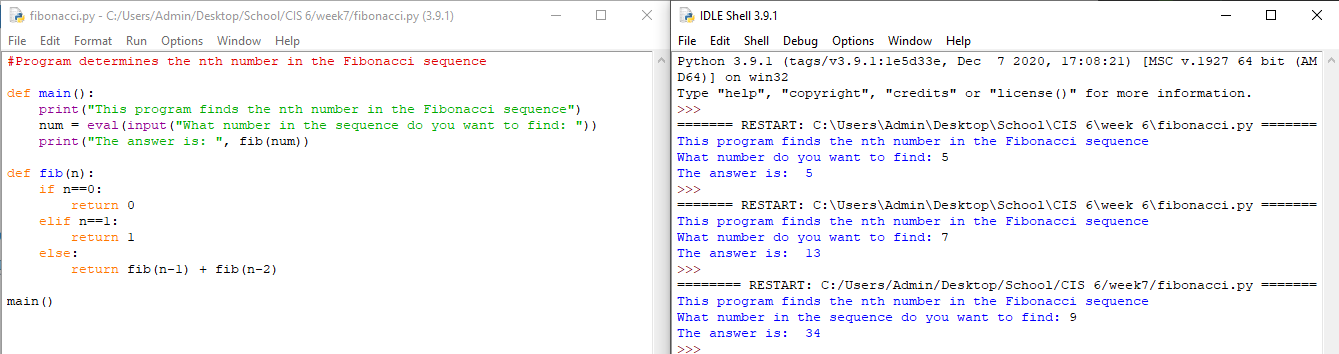 fibonacci.py - C:/Users/Admin/Desktop/School/CIS 6/week7/fibonacci.py (3.9.1)
File Edit Format Run Options Window Help
#Program determines the nth number in the Fibonacci sequence

def main():
    print("This program finds the nth number in the Fibonacci sequence")
    num = eval(input("What number in the sequence do you want to find: "))
    print("The answer is: ", fib(num))

def fib(n):
    if n==0:
        return 0
    elif n==1:
        return 1
    else:
        return fib(n-1) + fib(n-2)

main()
IDLE Shell 3.9.1
File Edit Shell Debug Options Window Help
Python 3.9.1 (tags/v3.9.1:1e5d33e, Dec  7 2020, 17:08:21) [MSC v.1927 64 bit (AM
D64)] on win32
Type "help", "copyright", "credits" or "license()" for more information.
>>>
======= RESTART: C:\Users\Admin\Desktop\School\CIS 6\week 6\fibonacci.py =======
This program finds the nth number in the Fibonacci sequence
What number do you want to find: 5
The answer is:  5
>>>
======= RESTART: C:\Users\Admin\Desktop\School\CIS 6\week 6\fibonacci.py =======
This program finds the nth number in the Fibonacci sequence
What number do you want to find: 7
The answer is:  13
>>>
======== RESTART: C:/Users/Admin/Desktop/School/CIS 6/week7/fibonacci.py =======
This program finds the nth number in the Fibonacci sequence
What number in the sequence do you want to find: 9
The answer is:  34
>>>